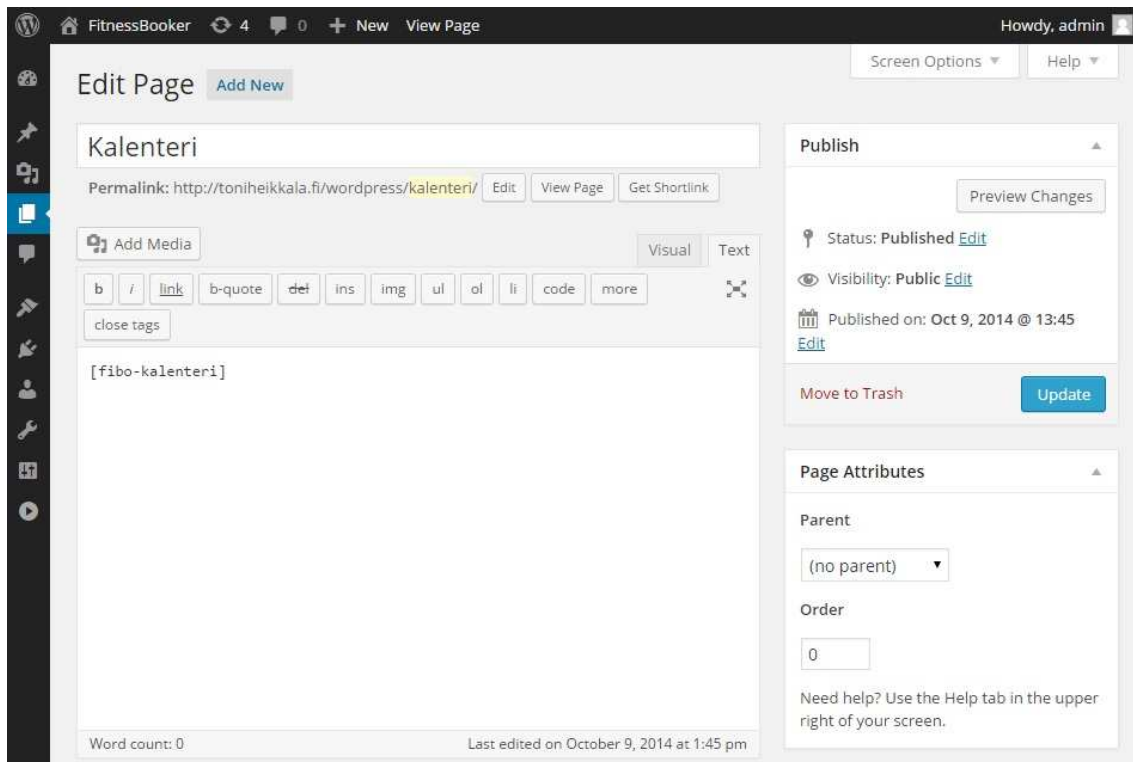 FitnessBooker 4 0 New View Page Howdy, admin
Screen Options Help
Edit Page Add New
Kalenteri
Permalink: http://toniheikkala.fi/wordpress/kalenteri/ Edit View Page Get Shortlink
Add Media Visual Text
b i link b-quote del ins img ul ol li code more
close tags
[fibo-kalenteri]
Word count: 0 Last edited on October 9, 2014 at 1:45 pm
Publish
Preview Changes
Status: Published Edit
Visibility: Public Edit
Published on: Oct 9, 2014 @ 13:45
Edit
Move to Trash Update
Page Attributes
Parent
(no parent)
Order
0
Need help? Use the Help tab in the upper
right of your screen.